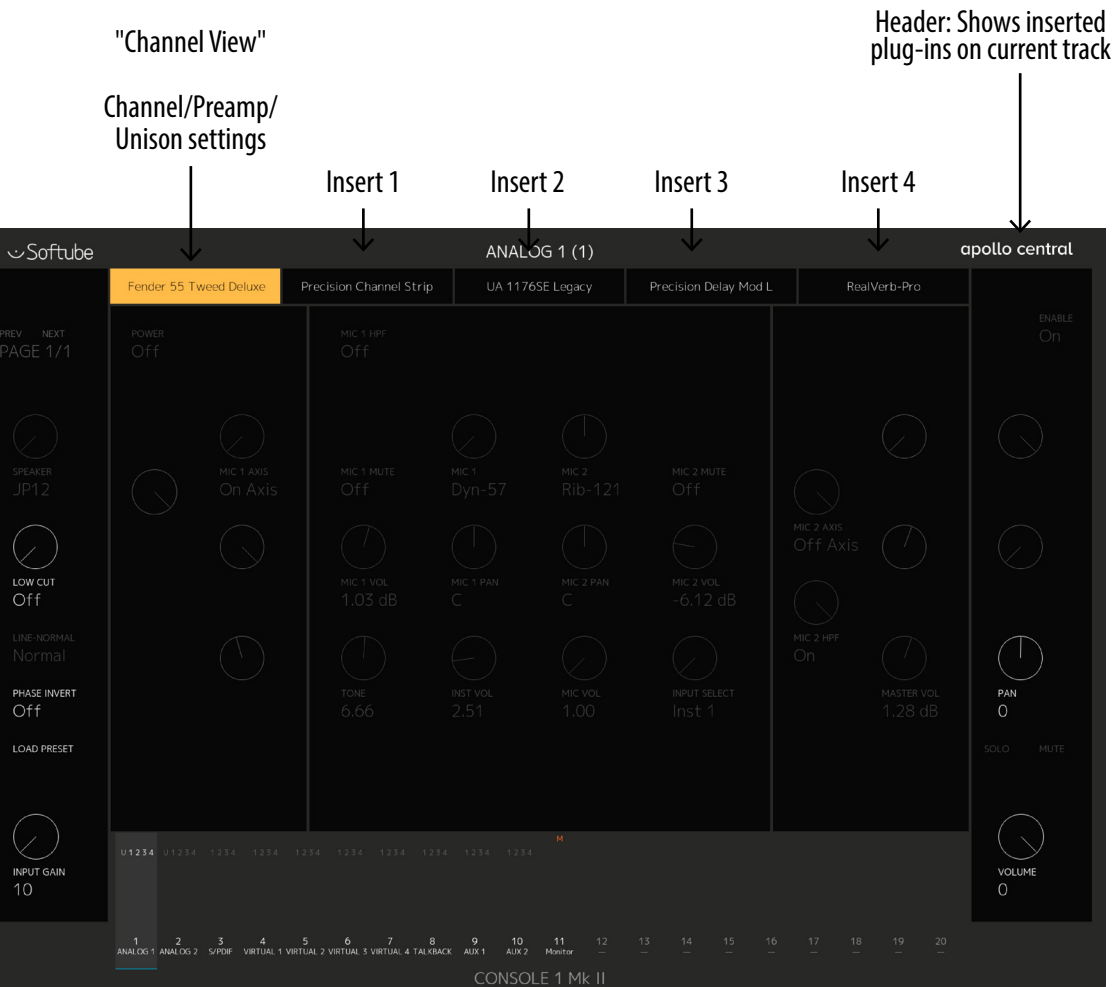 "Channel View"
Header: Shows inserted
plug-ins on current track
Channel/Preamp/
Unison settings
Insert 1
Insert 2
Insert 3
Insert 4
Softube
ANALOG 1 (1)
apollo central
Fender 55 Tweed Deluxe
Precision Channel Strip
UA 1176SE Legacy
Precision Delay Mod L
RealVerb-Pro
PREV NEXT
PAGE 1/1
POWER
Off
MIC 1 HPF
Off
ENABLE
On
SPEAKER
JP12
MIC 1 AXIS
On Axis
MIC 1 MUTE
Off
MIC 1
Dyn-57
MIC 2
Rib-121
MIC 2 MUTE
Off
MIC 2 AXIS
Off Axis
LOW CUT
Off
MIC 1 VOL
1.03 dB
MIC 1 PAN
C
MIC 2 PAN
C
MIC 2 VOL
-6.12 dB
LINE-NORMAL
Normal
MIC 2 HPF
On
PHASE INVERT
Off
TONE
6.66
INST VOL
2.51
MIC VOL
1.00
INPUT SELECT
Inst 1
MASTER VOL
1.28 dB
PAN
0
LOAD PRESET
SOLO MUTE
INPUT GAIN
10
VOLUME
0
M
U 1 2 3 4 U 1 2 3 4 1 2 3 4 1 2 3 4 1 2 3 4 1 2 3 4 1 2 3 4 1 2 3 4 1 2 3 4 1 2 3 4
1 2 3 4 5 6 7 8 9 10 11 12 13 14 15 16 17 18 19 20
ANALOG 1 ANALOG 2 S/PDIF VIRTUAL 1 VIRTUAL 2 VIRTUAL 3 VIRTUAL 4 TALKBACK AUX 1 AUX 2 Monitor — — — — — — — — —
CONSOLE 1 Mk II